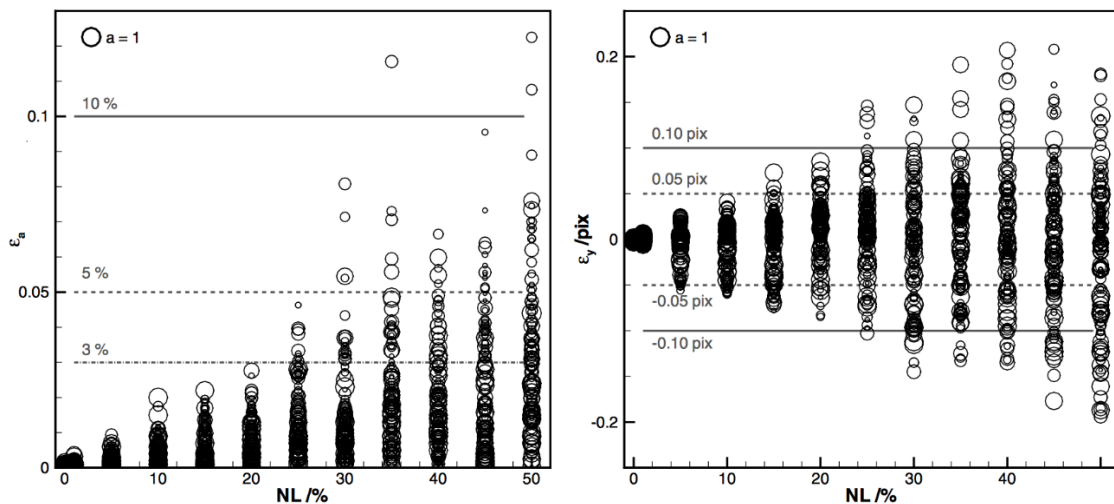 a = 1
10 %
5 %
3 %
0.1
0.05
0
εa
0 10 20 30 40 50
NL /%
a = 1
0.10 pix
0.05 pix
-0.05 pix
-0.10 pix
0.2
0
-0.2
εy /pix
0 10 20 30 40
NL /%